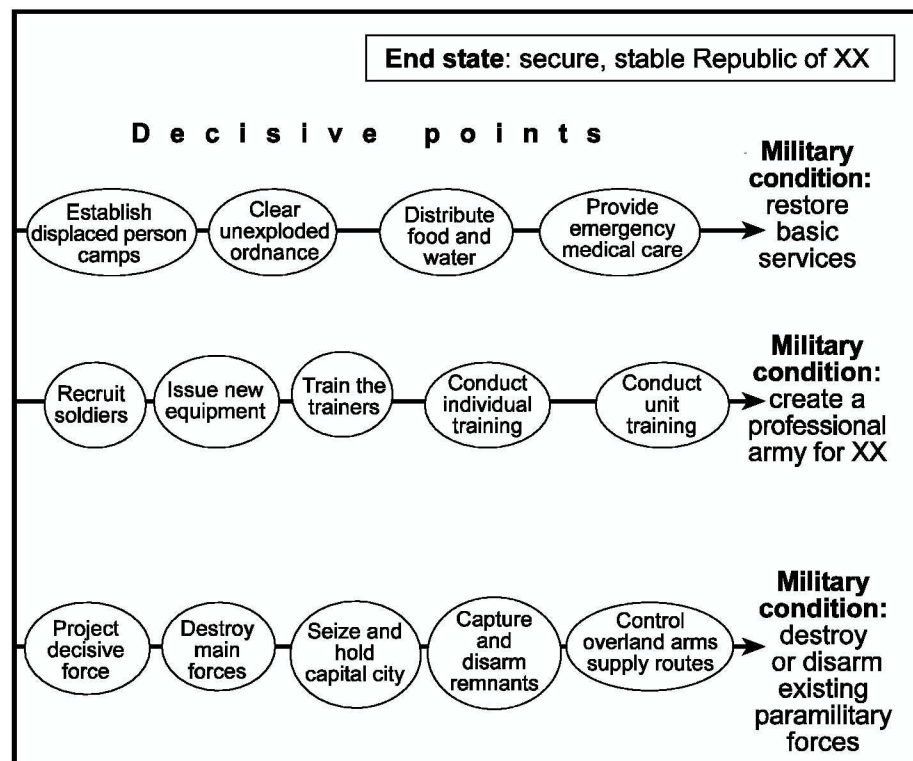 End state: secure, stable Republic of XX
Decisive points
Establish
displaced person
camps
Clear
unexploded
ordnance
Distribute
food and
water
Provide
emergency
medical care
Military
condition:
restore
basic
services
Recruit
soldiers
Issue new
equipment
Train the
trainers
Conduct
individual
training
Conduct
unit
training
Military
condition:
create a
professional
army for XX
Project
decisive
force
Destroy
main
forces
Seize and
hold
capital city
Capture
and
disarm
remnants
Control
overland arms
supply routes
Military
condition:
destroy
or disarm
existing
paramilitary
forces